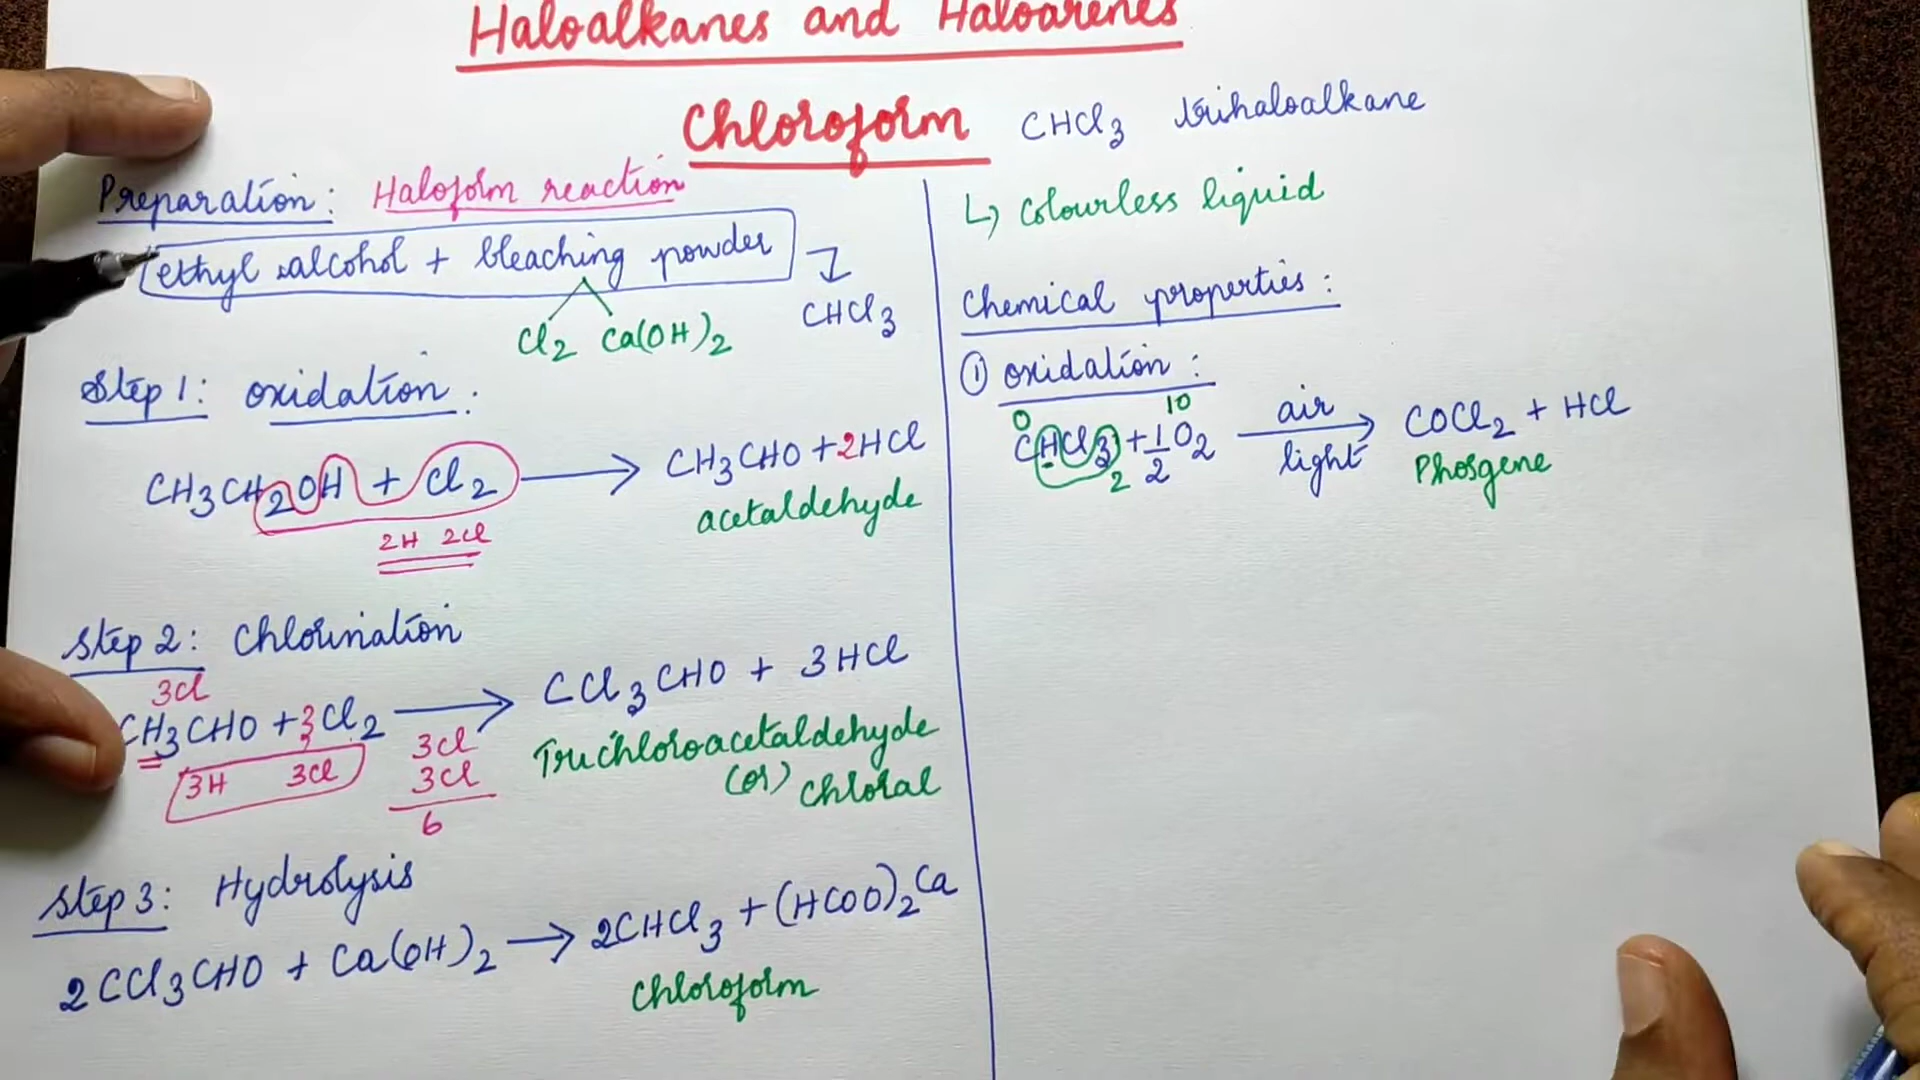 Haloalkanes and Haloarenes
Chloroform CHCl3 trihaloalkane
Preparation: Haloform reaction
ethyl alcohol + bleaching powder
CHCl3
Cl2 Ca(OH)2
Step 1: oxidation:
CH3CH2OH + Cl2 → CH3CHO + 2HCl
acetaldehyde
2H 2Cl
Step 2: Chlorination
3Cl
CH3CHO + 3Cl2 → CCl3CHO + 3HCl
3H 3Cl
3Cl
3Cl
6
Trichloroacetaldehyde
(or) Chloral
Step 3: Hydrolysis
2CCl3CHO + Ca(OH)2 → 2CHCl3 + (HCOO)2Ca
Chloroform
↳ Colourless liquid
Chemical properties:
① oxidation:
O 1O
CHCl3 + 1/2 O2 → COCl2 + HCl
air
light
2
Phosgene